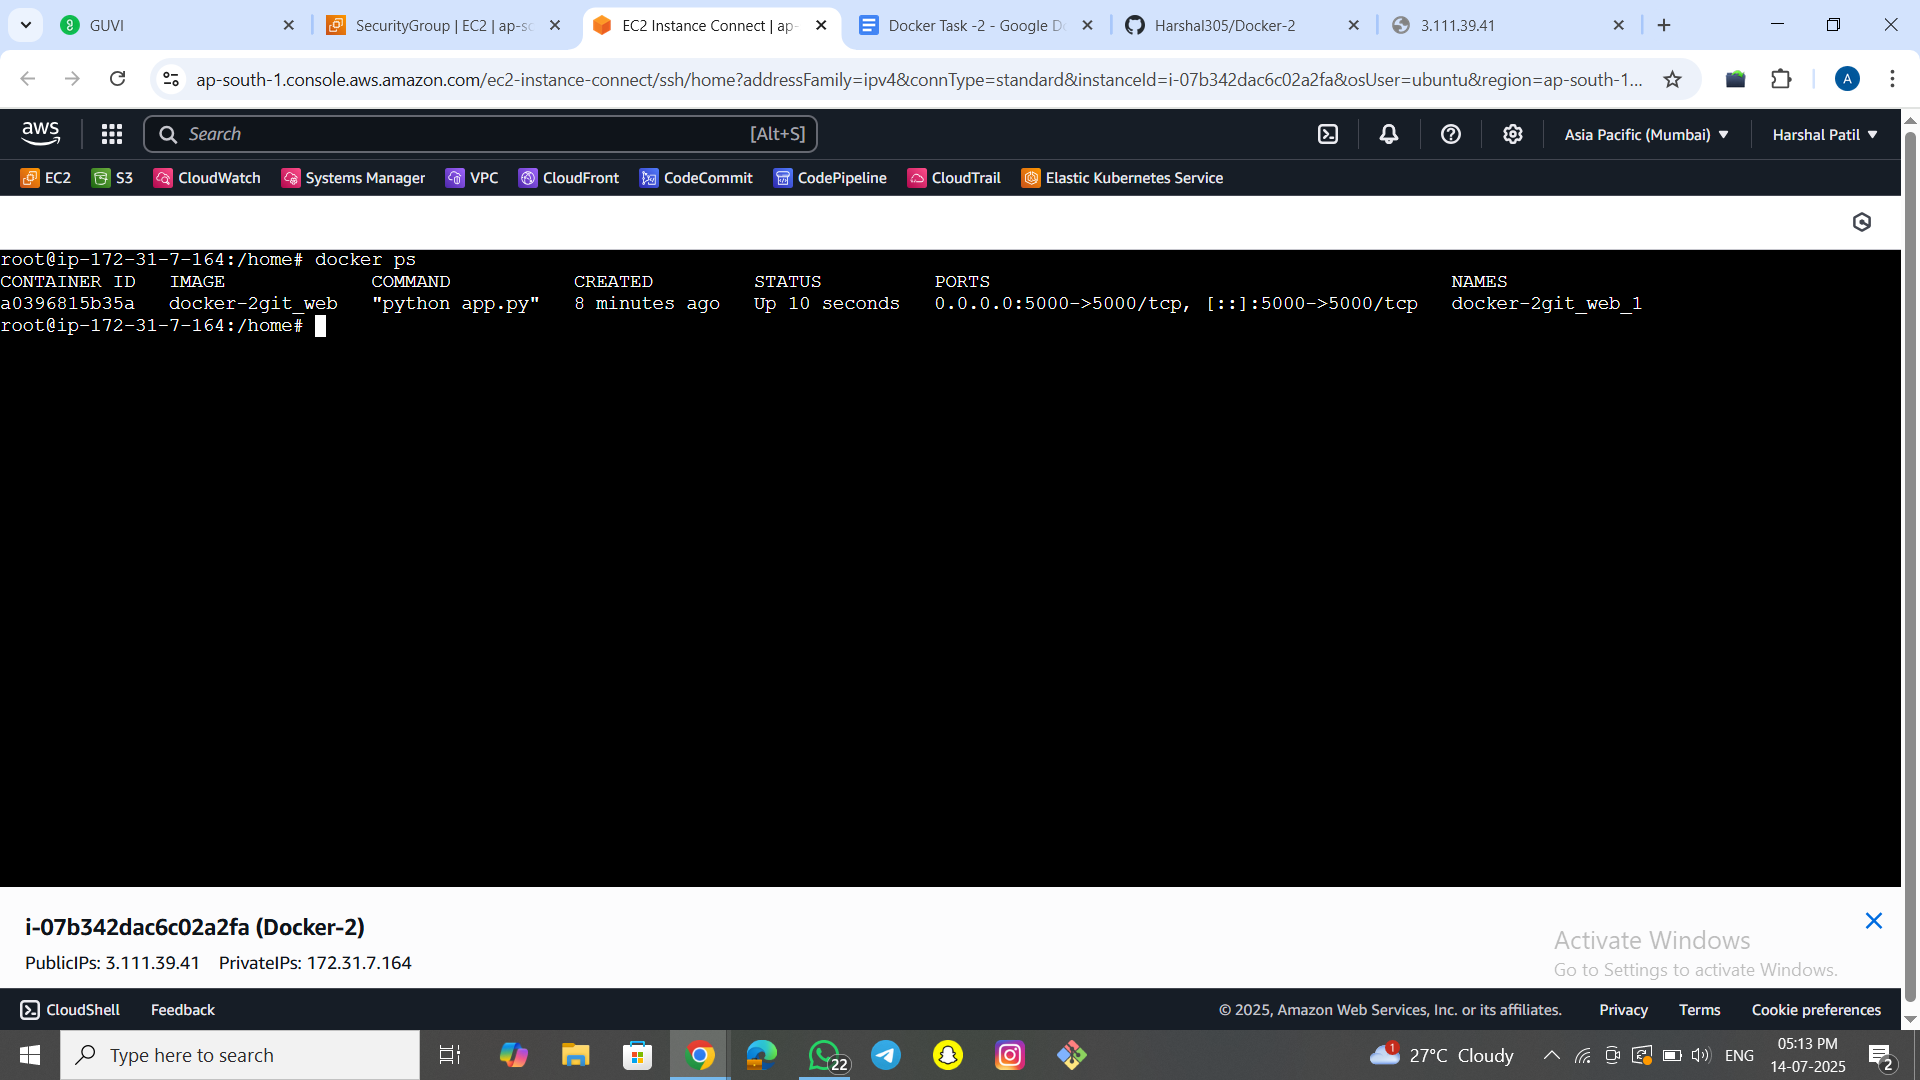 GUVI
SecurityGroup | EC2 | ap-so
EC2 Instance Connect | ap-
Docker Task -2 - Google Do
Harshal305/Docker-2
3.111.39.41
ap-south-1.console.aws.amazon.com/ec2-instance-connect/ssh/home?addressFamily=ipv4&connType=standard&instanceId=i-07b342dac6c02a2fa&osUser=ubuntu&region=ap-south-1...
A
aws
Search
[Alt+S]
Asia Pacific (Mumbai)
Harshal Patil
EC2 S3 CloudWatch Systems Manager VPC CloudFront CodeCommit CodePipeline CloudTrail Elastic Kubernetes Service
root@ip-172-31-7-164:/home# docker ps
CONTAINER ID IMAGE COMMAND CREATED STATUS PORTS NAMES
a0396815b35a docker-2git_web "python app.py" 8 minutes ago Up 10 seconds 0.0.0.0:5000->5000/tcp, [::]:5000->5000/tcp docker-2git_web_1
root@ip-172-31-7-164:/home#
i-07b342dac6c02a2fa (Docker-2)
PublicIPs: 3.111.39.41 PrivateIPs: 172.31.7.164
Activate Windows
Go to Settings to activate Windows.
CloudShell Feedback
© 2025, Amazon Web Services, Inc. or its affiliates. Privacy Terms Cookie preferences
Type here to search
22
1
27°C Cloudy
ENG
05:13 PM
14-07-2025
2